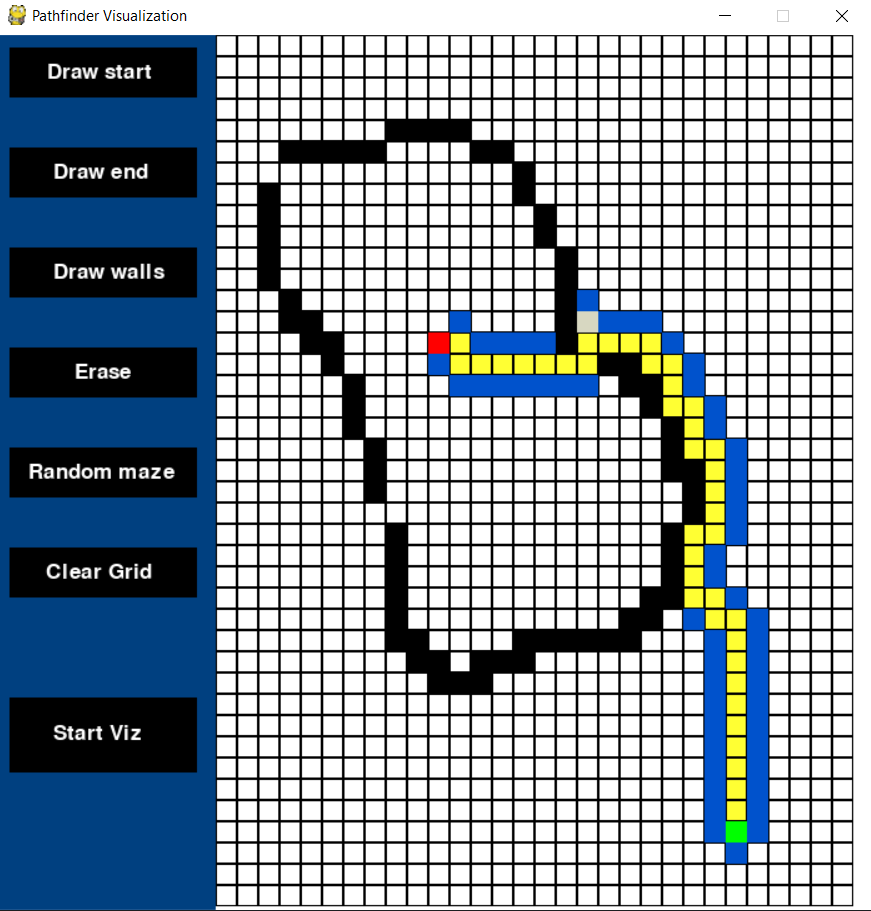 Pathfinder Visualization
Draw start
Draw end
Draw walls
Erase
Random maze
Clear Grid
Start Viz